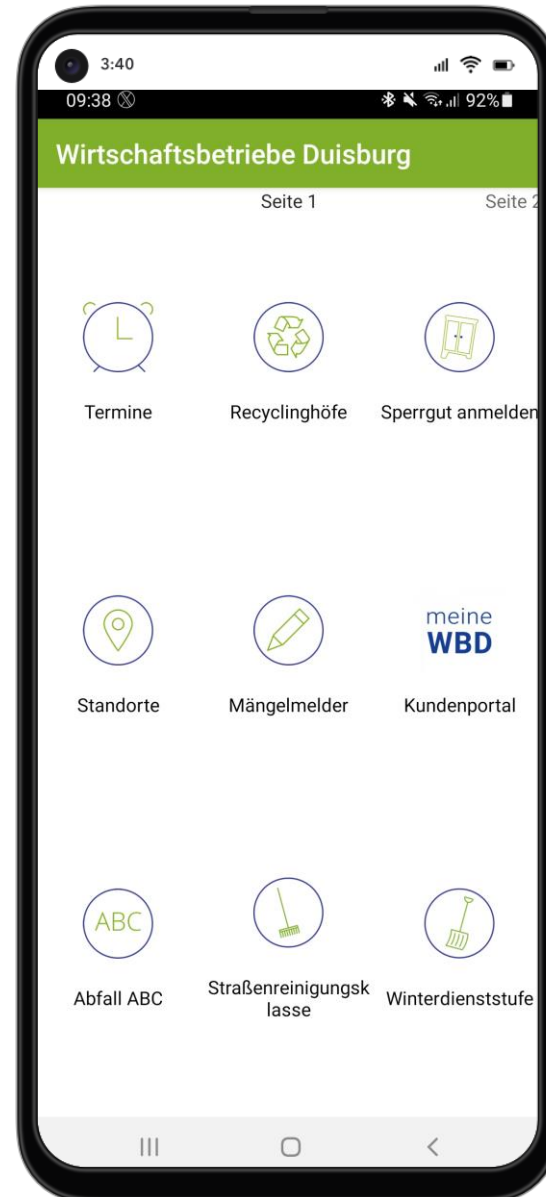 3:40
09:38 92%
Wirtschaftsbetriebe Duisburg
Seite 1 Seite 2
Termine Recyclinghöfe Sperrgut anmelden
meine
WBD
Standorte Mängelmelder Kundenportal
ABC
Abfall ABC Straßenreinigungsk
lasse Winterdienststufe